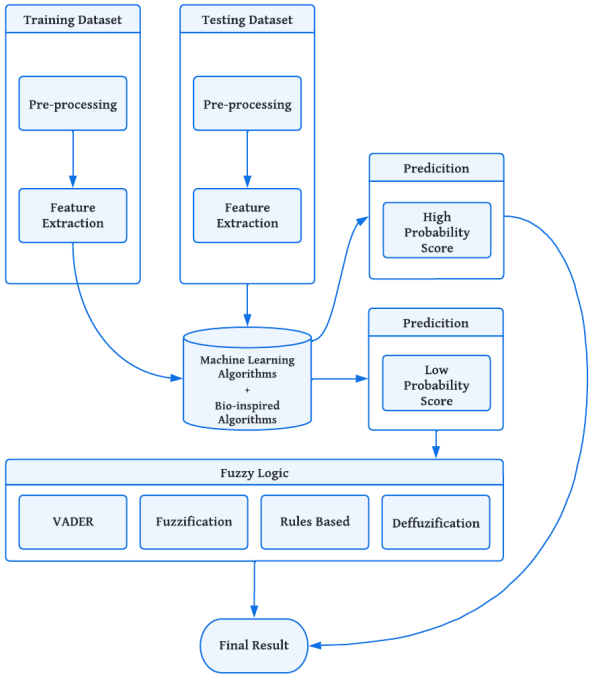 Training Dataset
Pre-processing
Feature
Extraction
Testing Dataset
Pre-processing
Feature
Extraction
Machine Learning
Algorithms
+
Bio-inspired
Algorithms
Predicition
High
Probability
Score
Predicition
Low
Probability
Score
Fuzzy Logic
VADER
Fuzzification
Rules Based
Deffuzification
Final Result